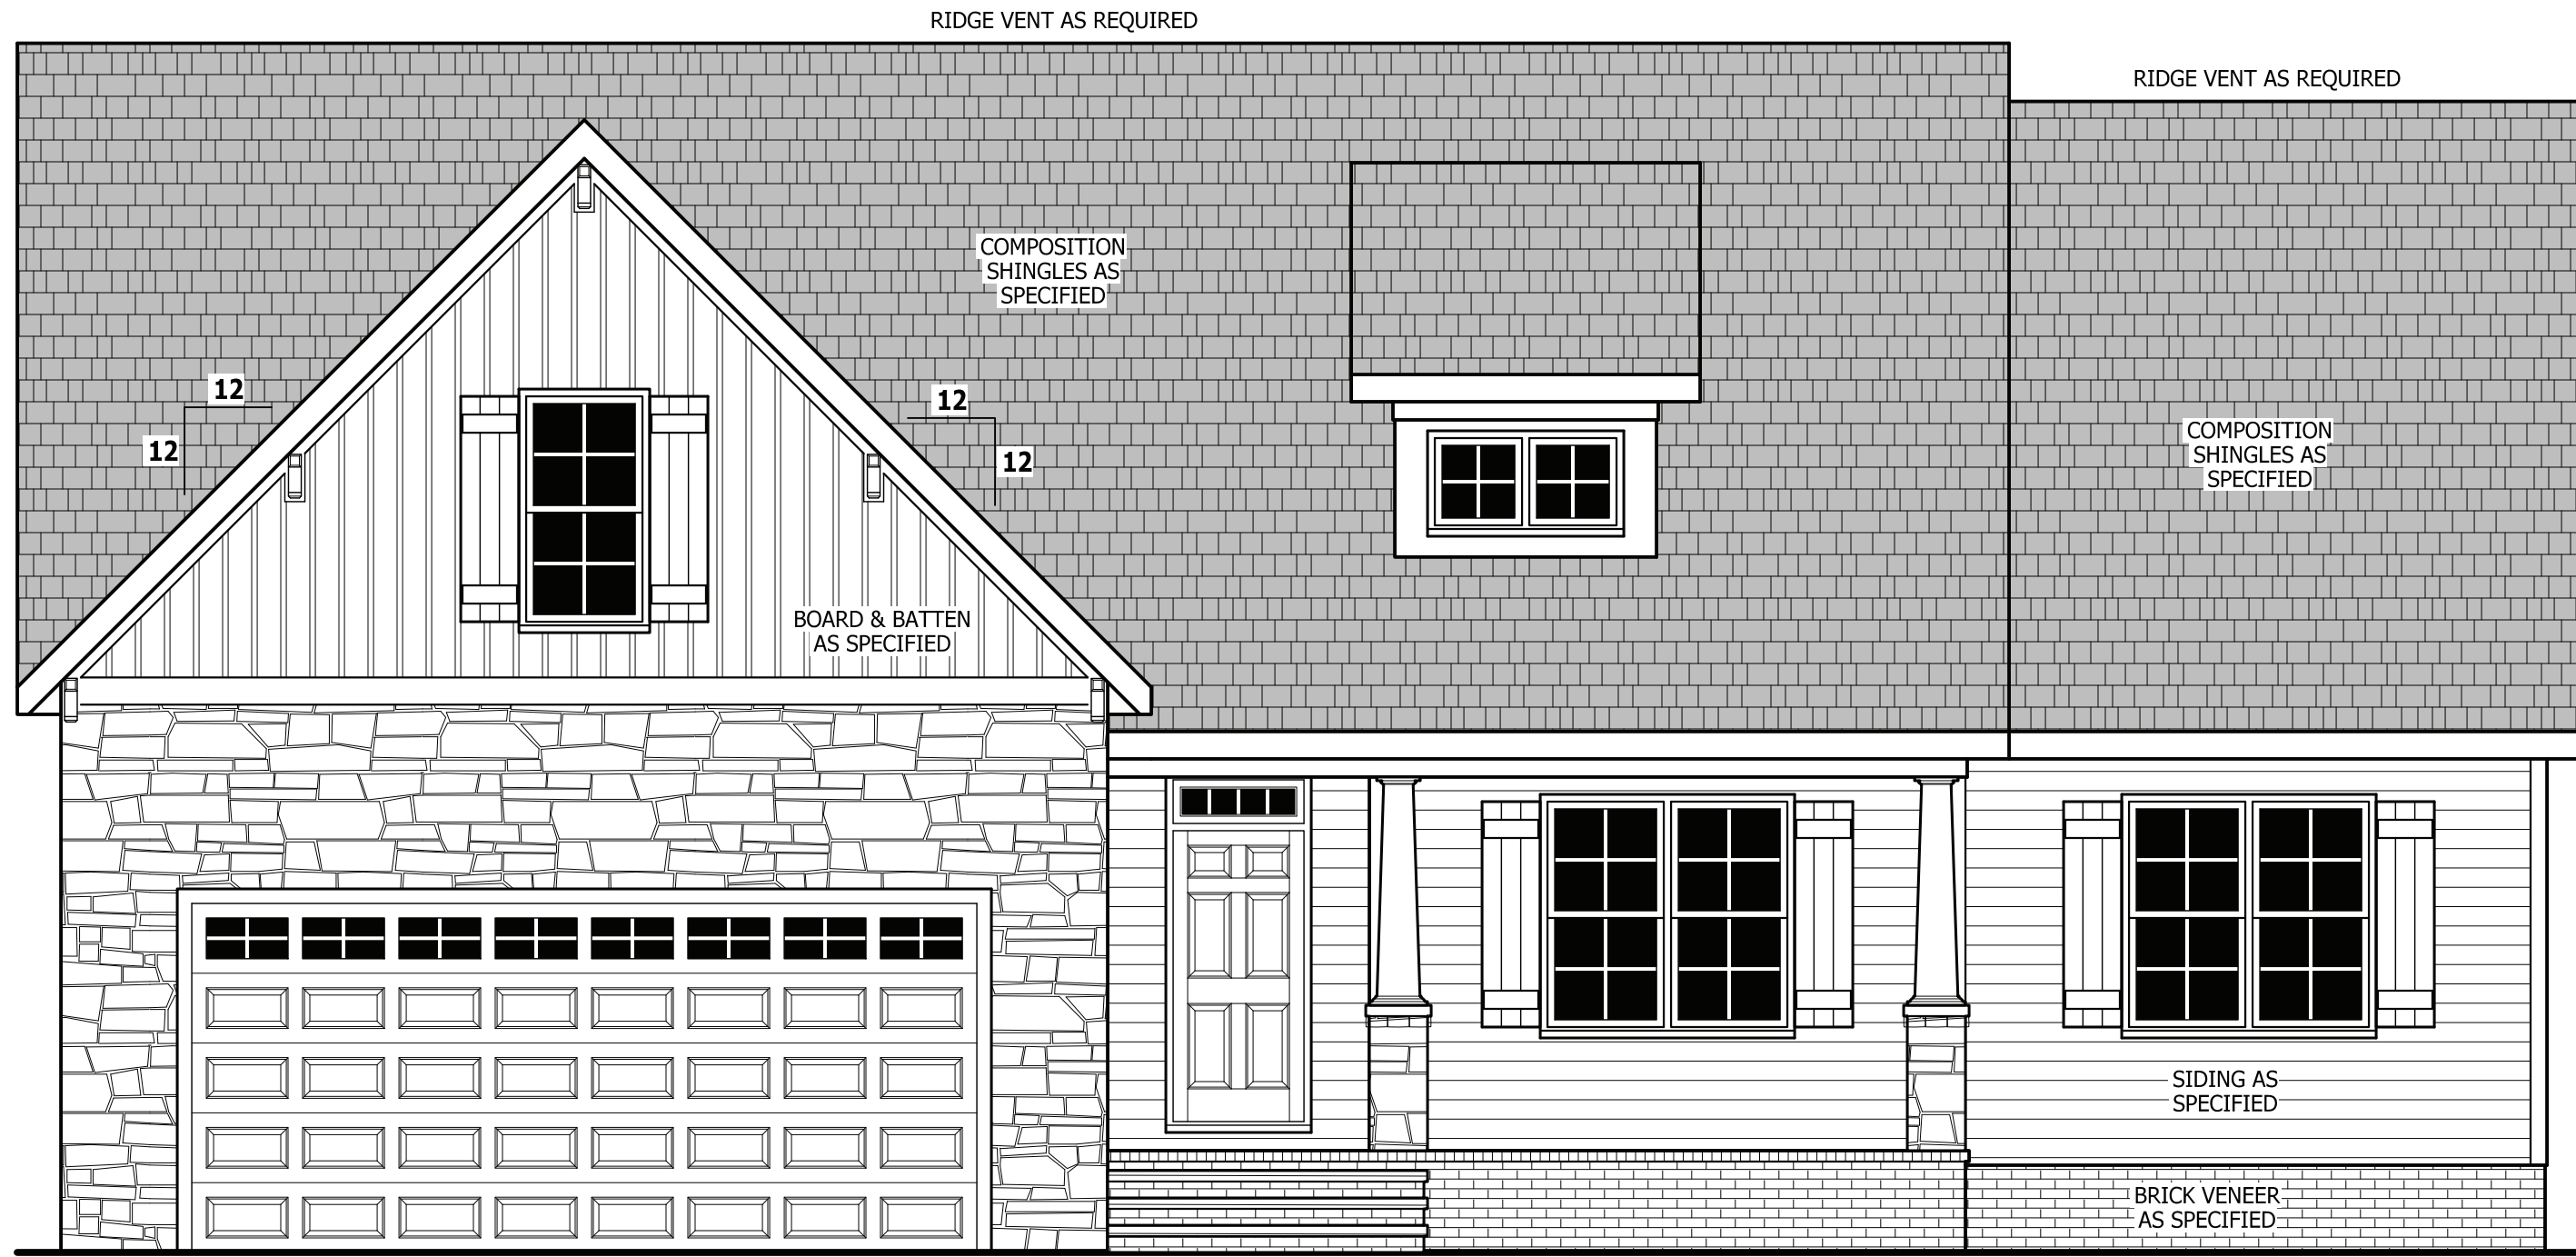 RIDGE VENT AS REQUIRED
RIDGE VENT AS REQUIRED
COMPOSITION
SHINGLES AS
SPECIFIED
12
12
12
12
COMPOSITION
SHINGLES AS
SPECIFIED
BOARD & BATTEN
AS SPECIFIED
SIDING AS
SPECIFIED
BRICK VENEER
AS SPECIFIED